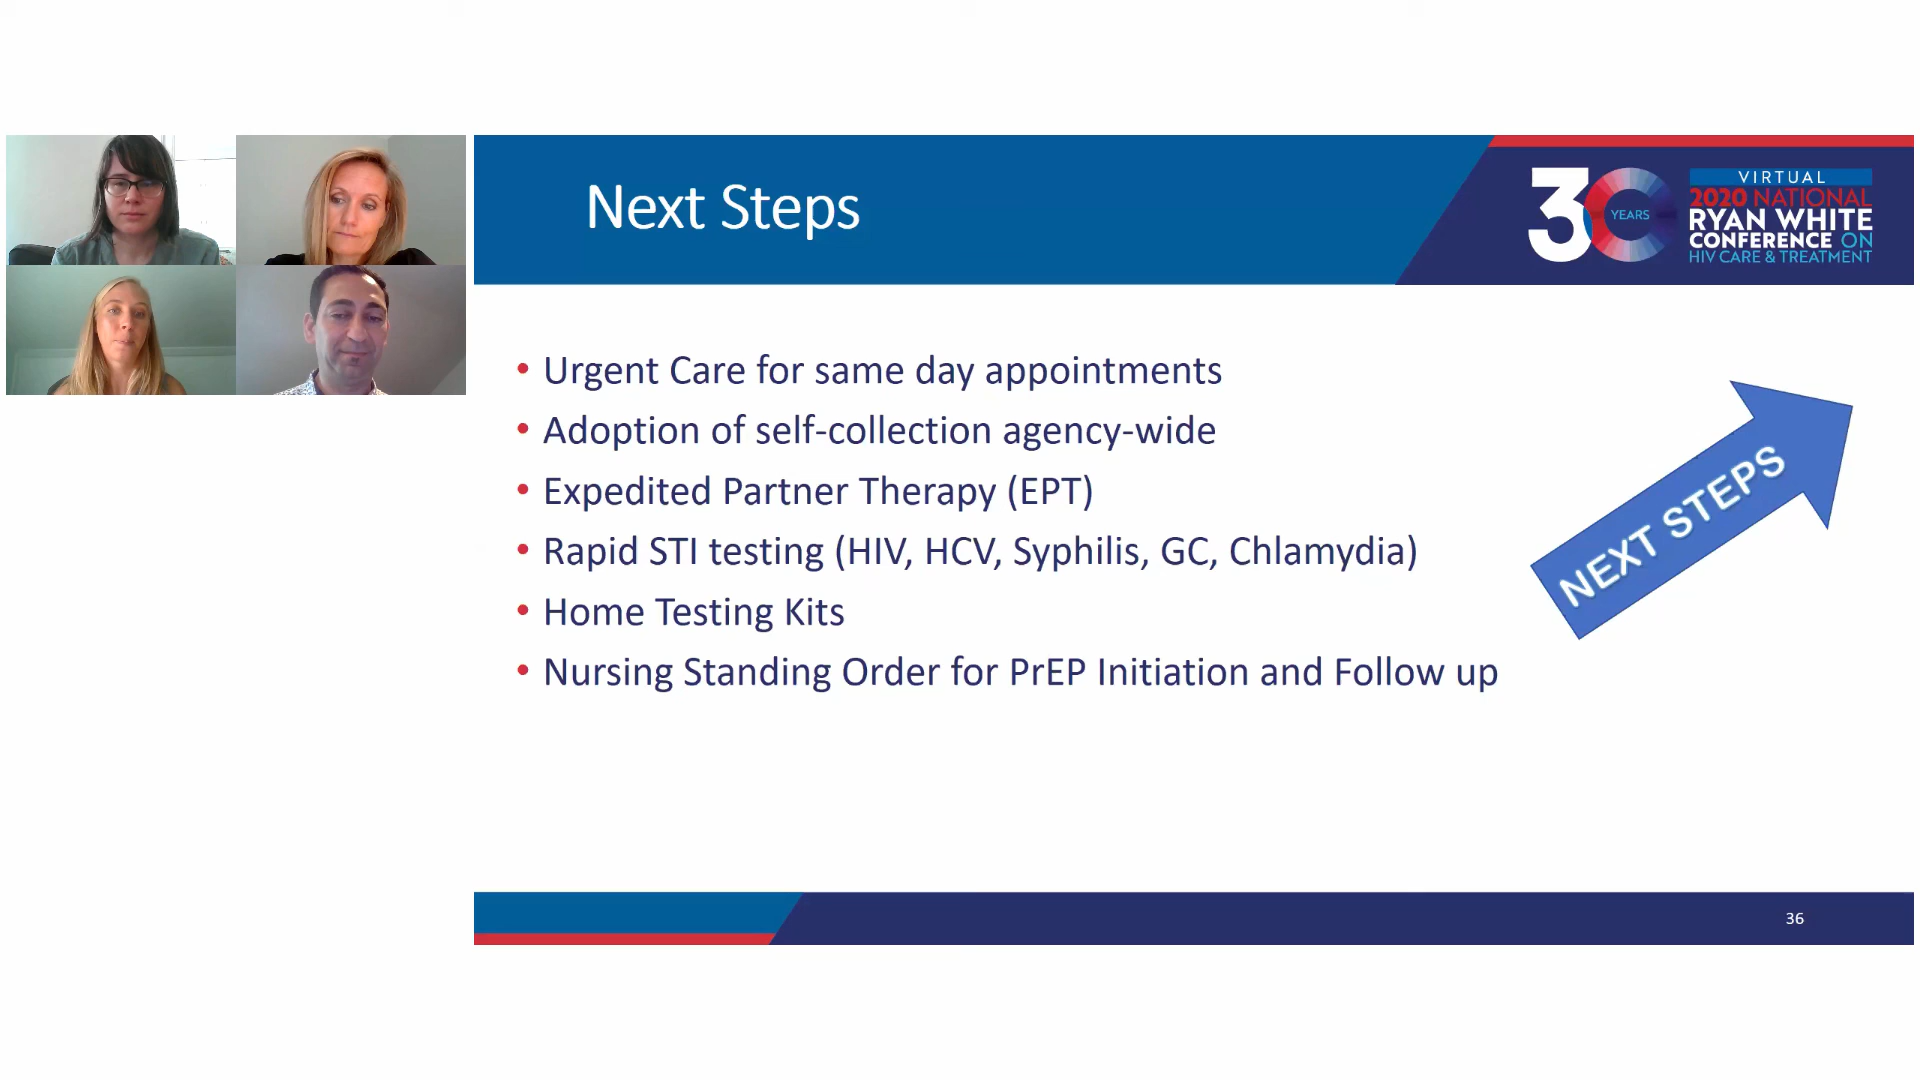 Next Steps
30
YEARS
VIRTUAL
2020 NATIONAL
RYAN WHITE
CONFERENCE ON
HIV CARE & TREATMENT
• Urgent Care for same day appointments
• Adoption of self-collection agency-wide
• Expedited Partner Therapy (EPT)
• Rapid STI testing (HIV, HCV, Syphilis, GC, Chlamydia)
• Home Testing Kits
• Nursing Standing Order for PrEP Initiation and Follow up
NEXT STEPS
36